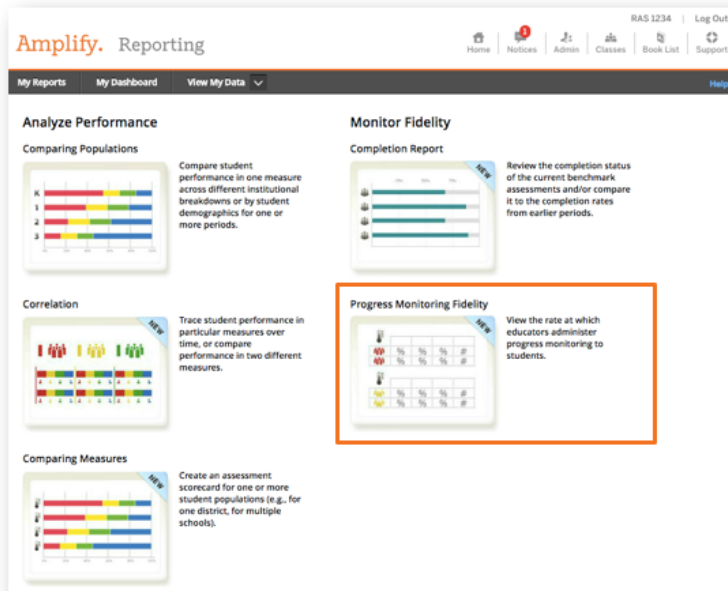 RAS 1234 | Log Out
Amplify. Reporting
1
Home
Notices
Admin
Classes
Book List
Support
My Reports
My Dashboard
View My Data
Help
Analyze Performance
Comparing Populations
K
1
2
3
Compare student
performance in one measure
across different institutional
breakdowns or by student
demographics for one or
more periods.
Correlation
NEW
Trace student performance in
particular measures over
time, or compare
performance in two different
measures.
Comparing Measures
NEW
Create an assessment
scorecard for one or more
student populations (e.g., for
one district, for multiple
schools).
Monitor Fidelity
Completion Report
NEW
Review the completion status
of the current benchmark
assessments and/or compare
it to the completion rates
from earlier periods.
Progress Monitoring Fidelity
NEW
% % % #
% % % #
% % % #
% % % #
View the rate at which
educators administer
progress monitoring to
students.